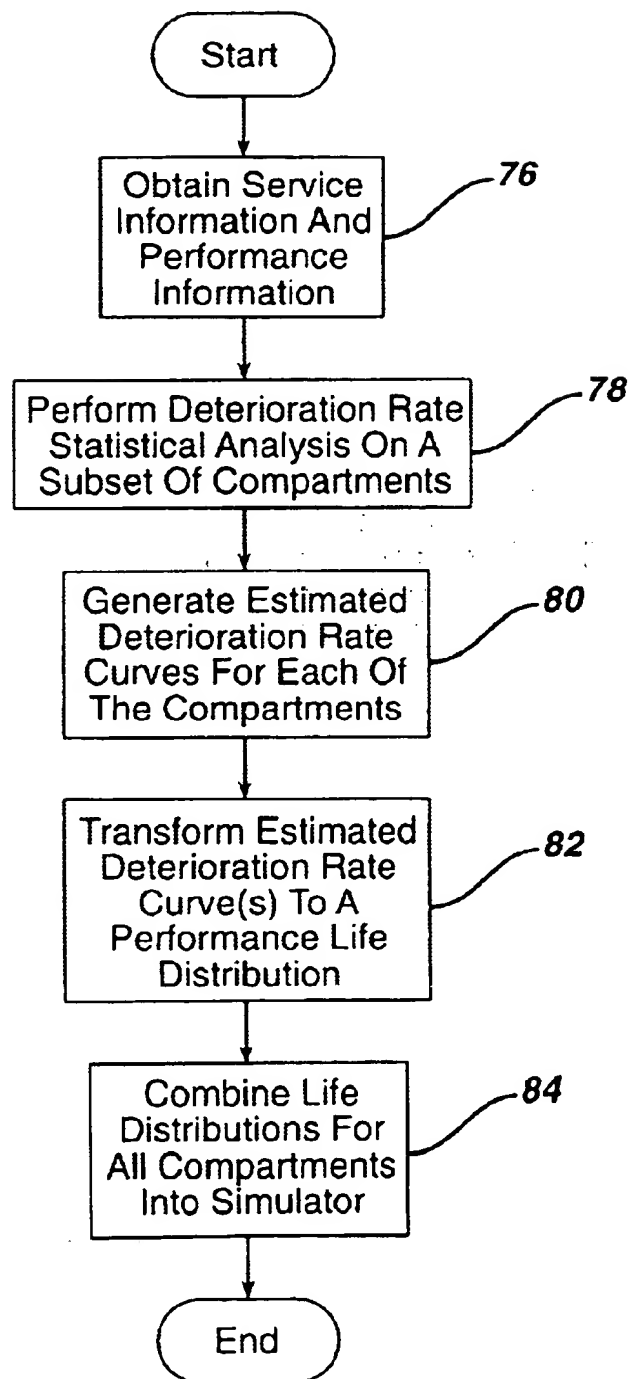 Start
Obtain Service
Information And
Performance
Information
76
Perform Deterioration Rate
Statistical Analysis On A
Subset Of Compartments
78
Generate Estimated
Deterioration Rate
Curves For Each Of
The Compartments
80
Transform Estimated
Deterioration Rate
Curve(s) To A
Performance Life
Distribution
82
Combine Life
Distributions For
All Compartments
Into Simulator
84
End